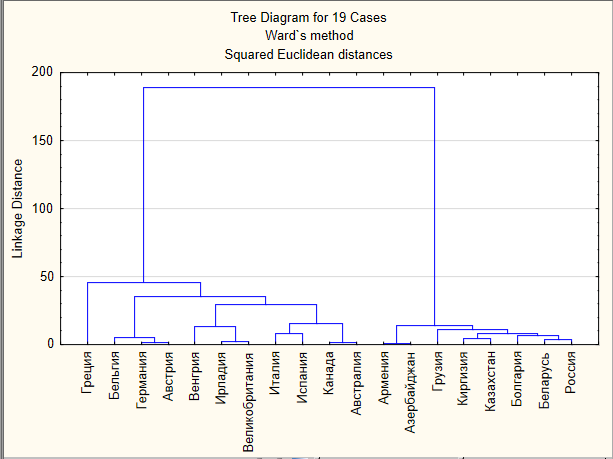 Tree Diagram for 19 Cases
Ward`s method
Squared Euclidean distances
200
150
100
50
0
Linkage Distance
Греция
Бельгия
Германия
Австрия
Венгрия
Ирладия
Великобритания
Италия
Испания
Канада
Австралия
Армения
Азербайджан
Грузия
Киргизия
Казахстан
Болгария
Беларусь
Россия